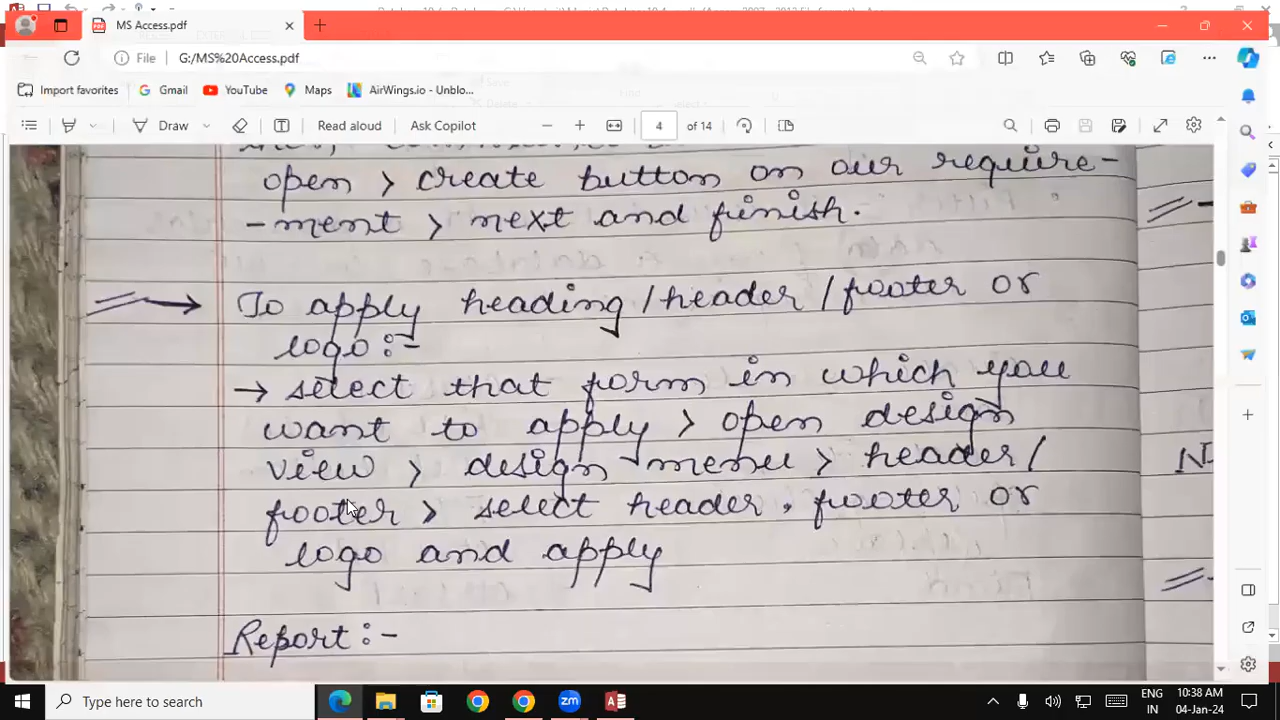 MS Access.pdf
File
G:/MS%20Access.pdf
Import favorites
Gmail
YouTube
Maps
AirWings.io - Unblo...
Draw
Read aloud
Ask Copilot
4
of 14
open > create button on our require-
-ment > next and finish.
To apply heading/header/footer or
logo:-
→ select that form in which you
want to apply > open design
view > design menu > header/
footer > select header. footer or
logo and apply
Report:-
Type here to search
ENG
IN
10:38 AM
04-Jan-24